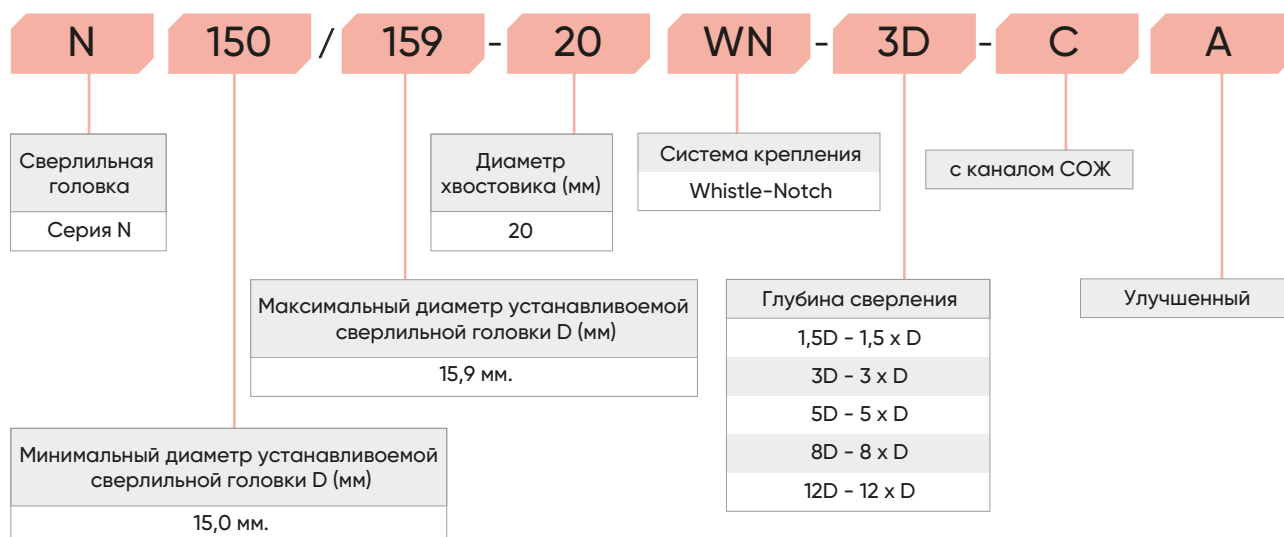 N 150 / 159 - 20 WN - 3D - C A
Сверлильная
головка
Серия N
Диаметр
хвостовика (мм)
20
Система крепления
Whistle-Notch
с каналом СОЖ
Максимальный диаметр устанавливоемой
сверлильной головки D (мм)
15,9 мм.
Глубина сверления
1,5D - 1,5 x D
3D - 3 x D
5D - 5 x D
8D - 8 x D
12D - 12 x D
Улучшенный
Минимальный диаметр устанавливоемой
сверлильной головки D (мм)
15,0 мм.